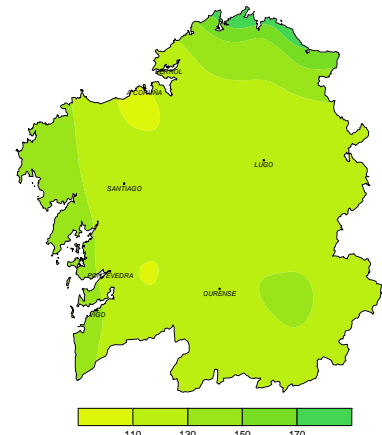 FERROL
A CORUÑA
LUGO
SANTIAGO
PONTEVEDRA
OURENSE
VIGO
110 130 150 170